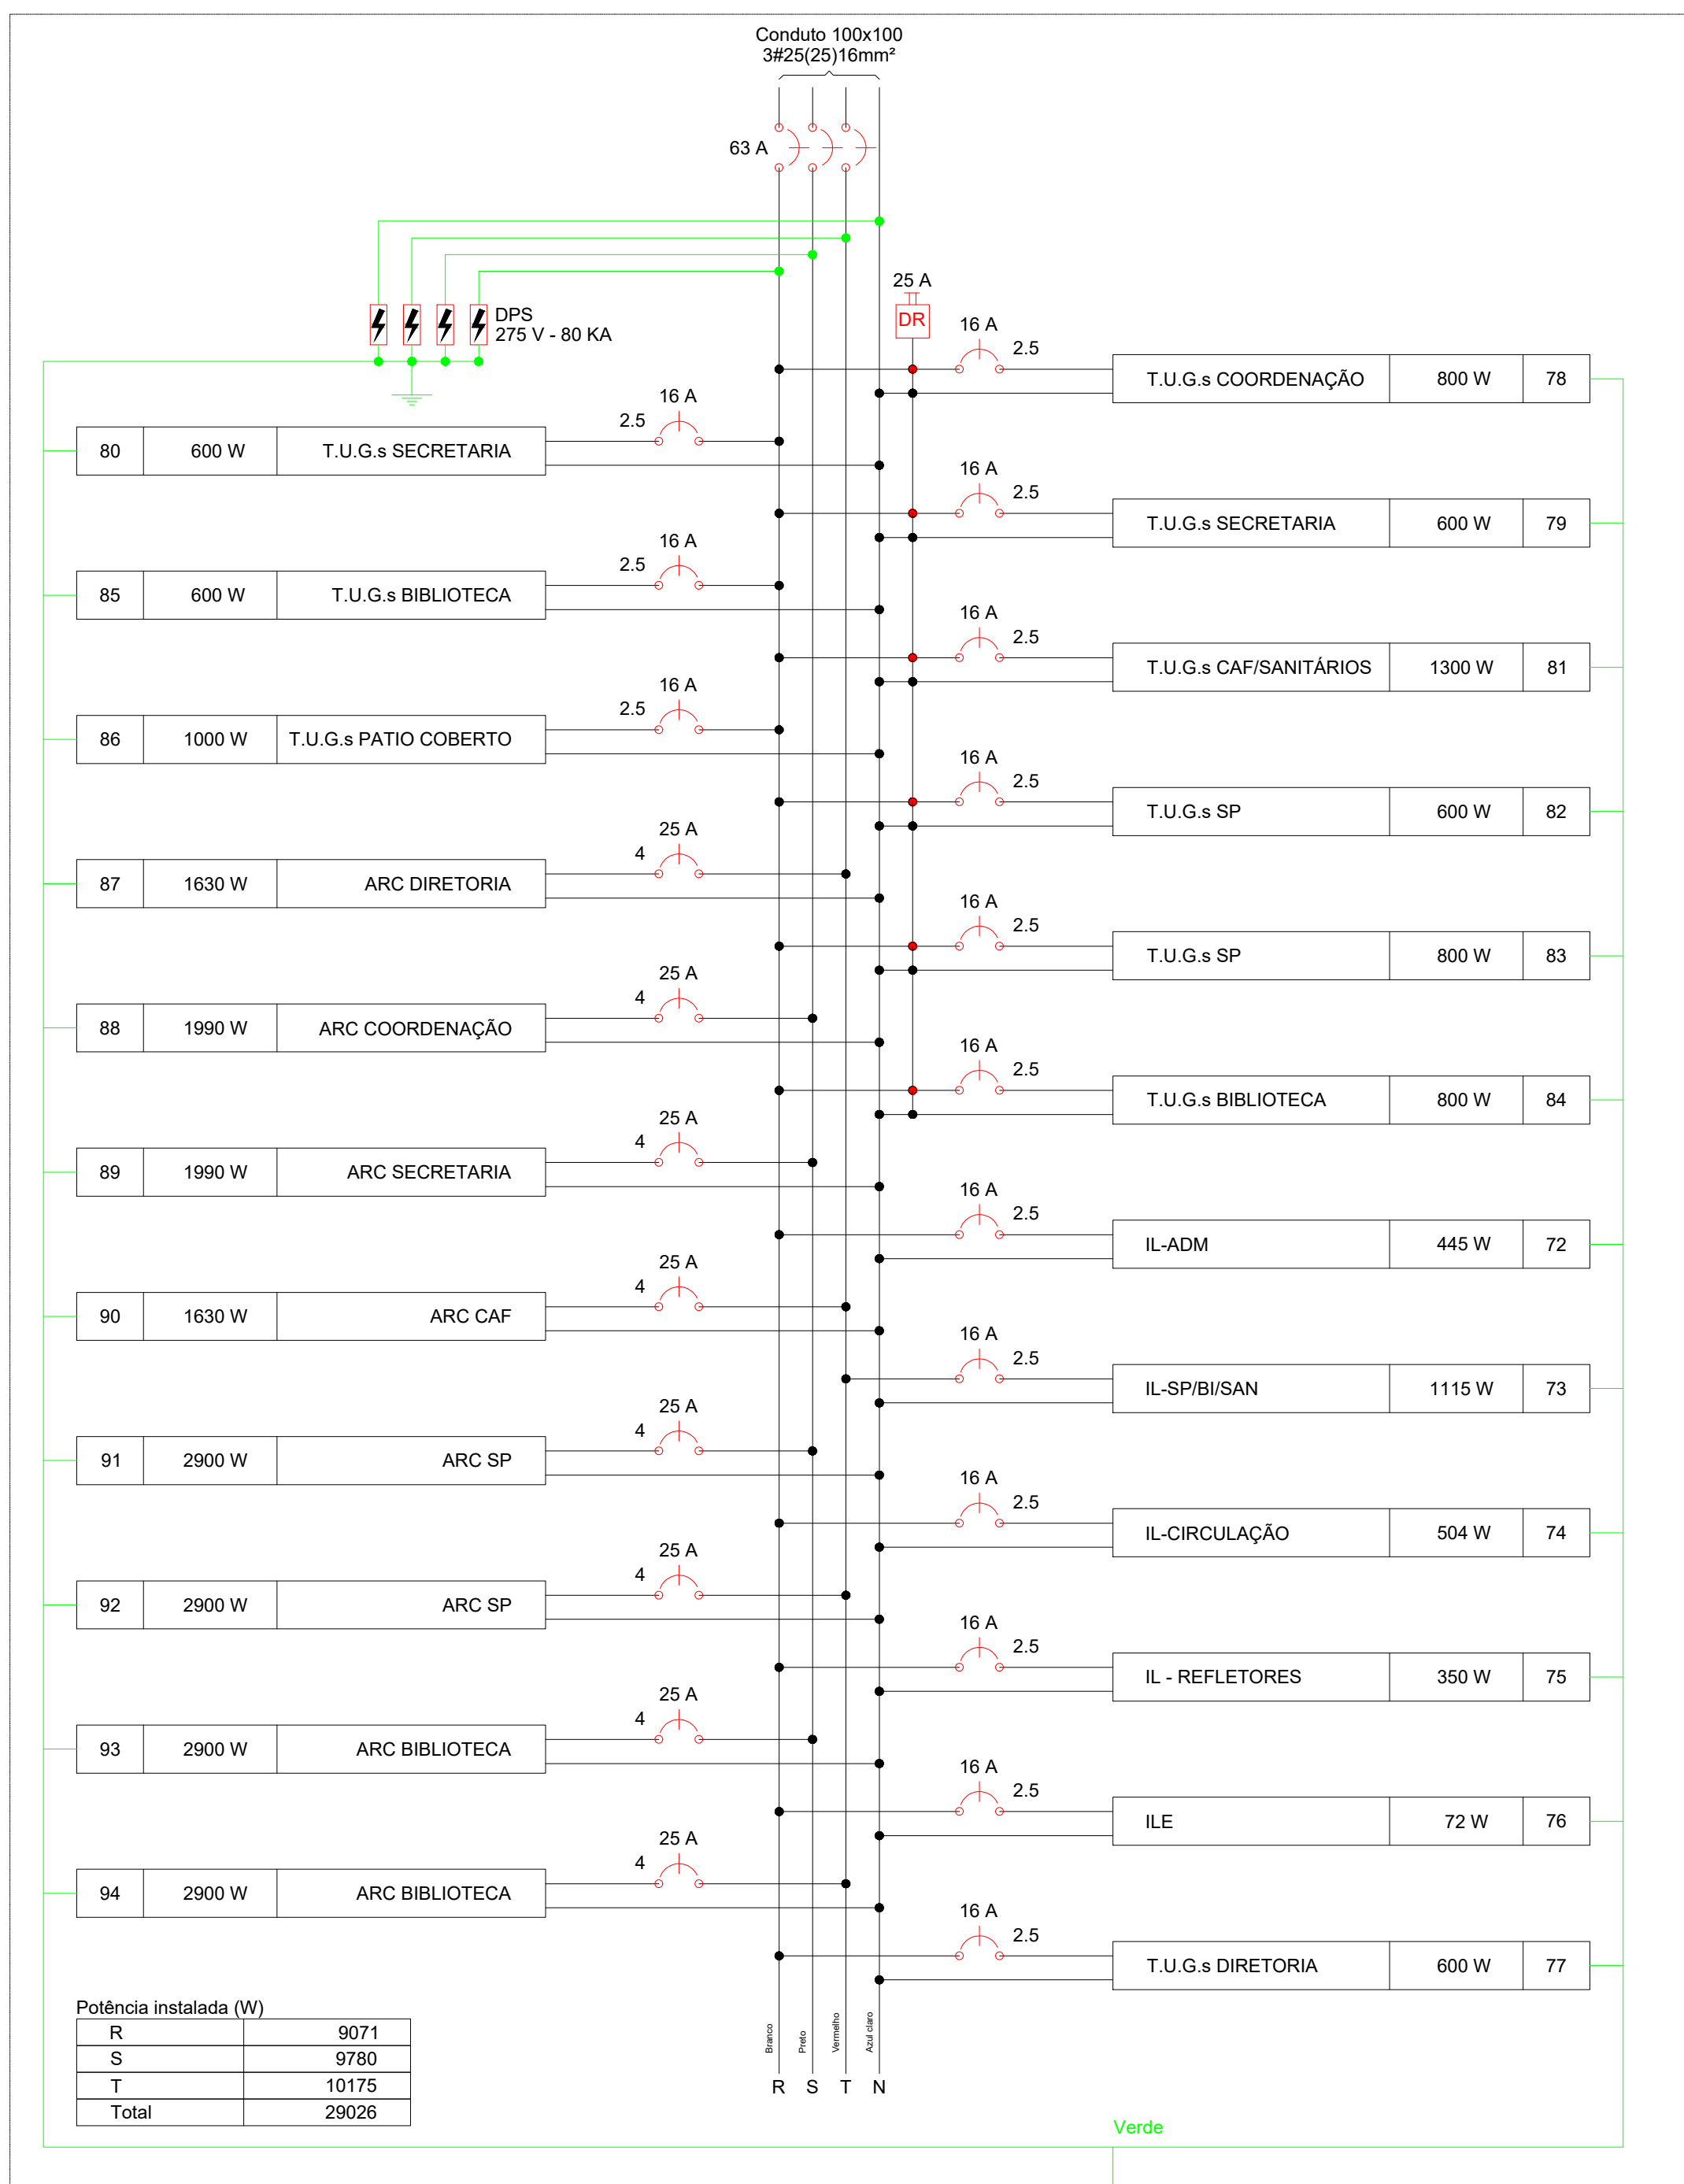 Conduto 100x100
3#25(25)16mm²
63 A
DPS
275 V - 80 KA
25 A
DR
16 A
2.5
T.U.G.s COORDENAÇÃO 800 W 78
16 A
2.5
80 600 W T.U.G.s SECRETARIA
16 A
2.5
T.U.G.s SECRETARIA 600 W 79
16 A
2.5
85 600 W T.U.G.s BIBLIOTECA
16 A
2.5
T.U.G.s CAF/SANITÁRIOS 1300 W 81
16 A
2.5
86 1000 W T.U.G.s PATIO COBERTO
16 A
2.5
T.U.G.s SP 600 W 82
25 A
4
87 1630 W ARC DIRETORIA
16 A
2.5
T.U.G.s SP 800 W 83
25 A
4
88 1990 W ARC COORDENAÇÃO
16 A
2.5
T.U.G.s BIBLIOTECA 800 W 84
25 A
4
89 1990 W ARC SECRETARIA
16 A
2.5
IL-ADM 445 W 72
25 A
4
90 1630 W ARC CAF
16 A
2.5
IL-SP/BI/SAN 1115 W 73
25 A
4
91 2900 W ARC SP
16 A
2.5
IL-CIRCULAÇÃO 504 W 74
25 A
4
92 2900 W ARC SP
16 A
2.5
IL - REFLETORES 350 W 75
25 A
4
93 2900 W ARC BIBLIOTECA
16 A
2.5
ILE 72 W 76
25 A
4
94 2900 W ARC BIBLIOTECA
16 A
2.5
T.U.G.s DIRETORIA 600 W 77
Potência instalada (W)
R 9071
S 9780
T 10175
Total 29026
Branco
Preto
Vermelho
Azul claro
R S T N
Verde